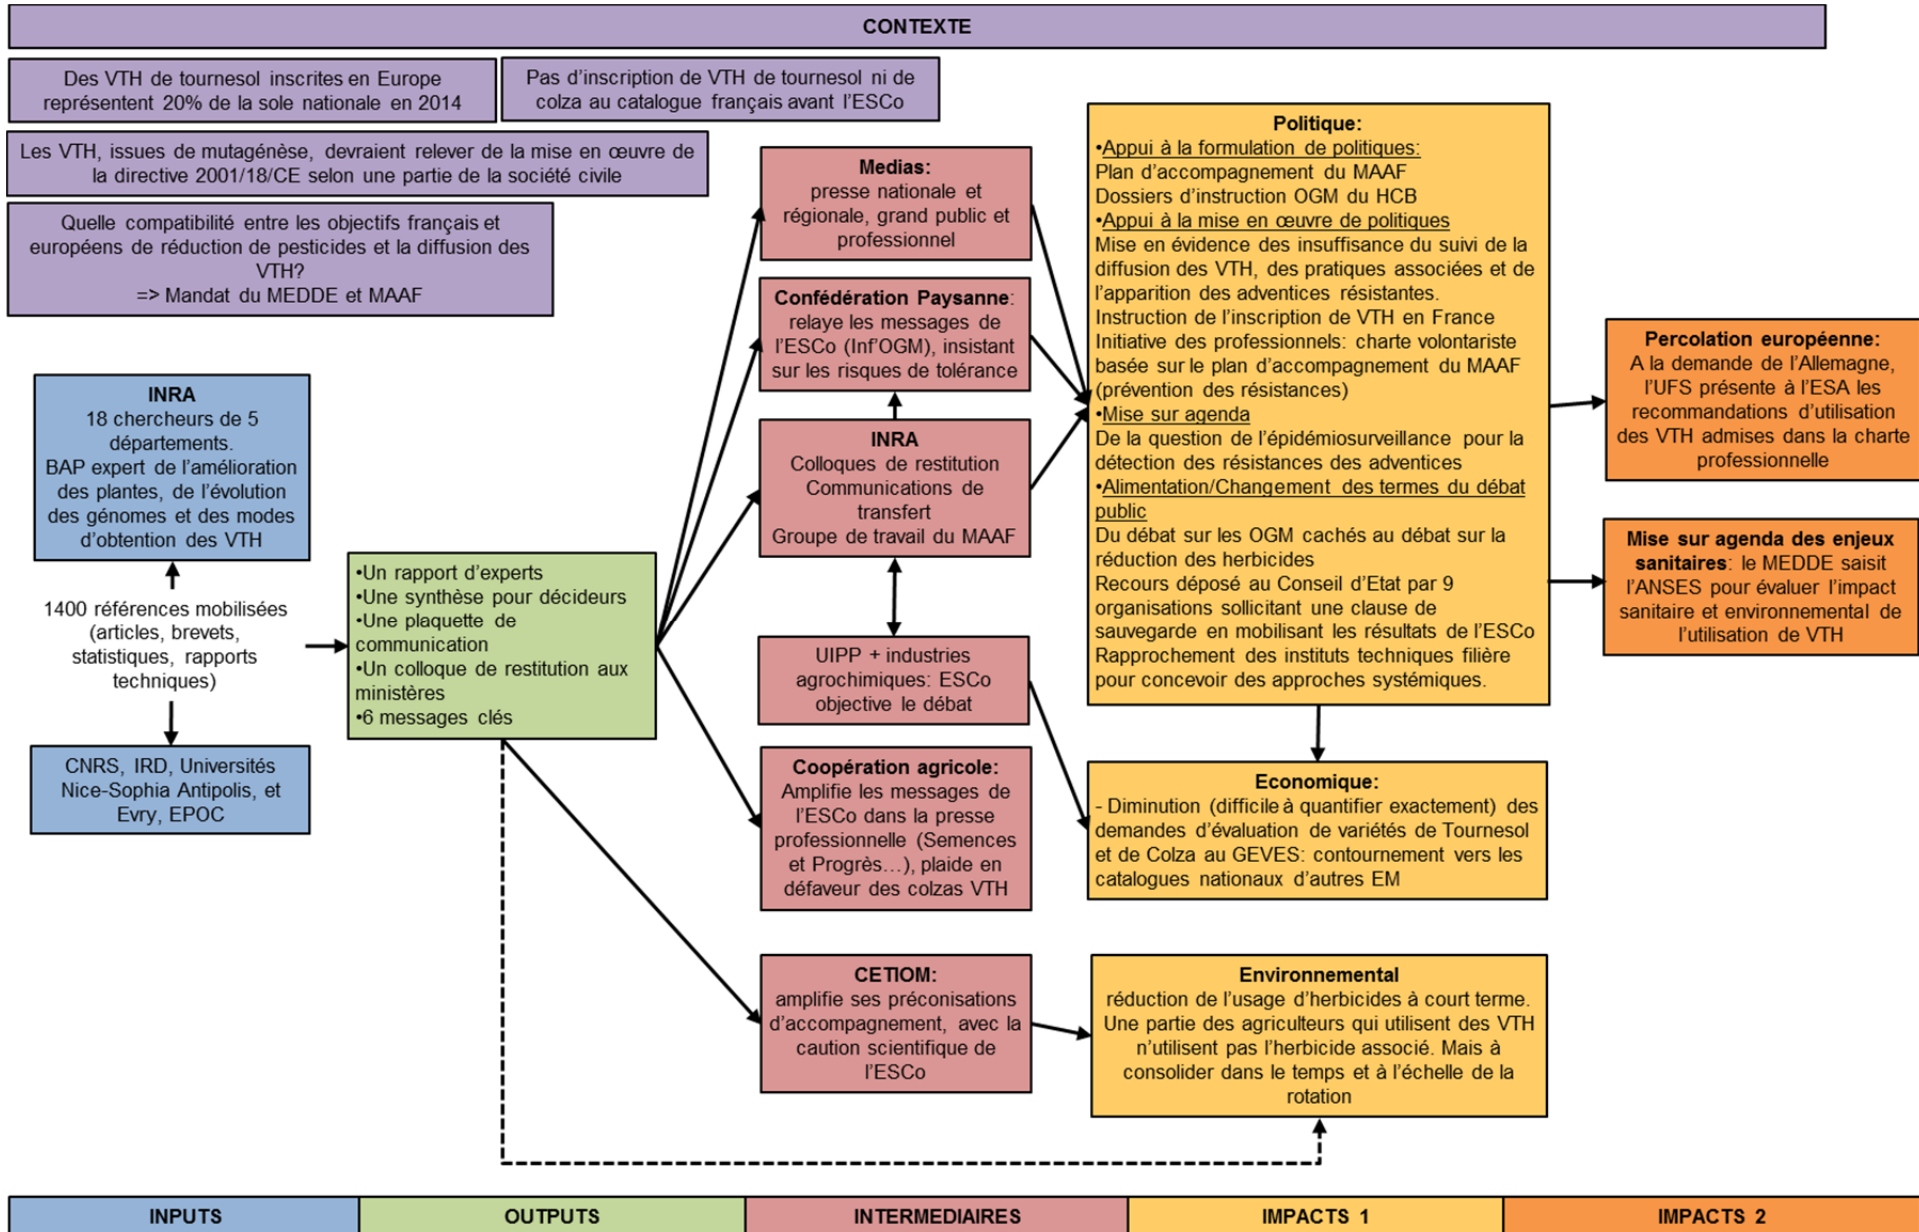 CONTEXTE
Des VTH de tournesol inscrites en Europe
représentent 20% de la sole nationale en 2014
Pas d'inscription de VTH de tournesol ni de
colza au catalogue français avant l'ESCo
Les VTH, issues de mutagénèse, devraient relever de la mise en œuvre de
la directive 2001/18/CE selon une partie de la société civile
Quelle compatibilité entre les objectifs français et
européens de réduction de pesticides et la diffusion des
VTH?
=> Mandat du MEDDE et MAAF
INRA
18 chercheurs de 5
départements.
BAP expert de l'amélioration
des plantes, de l'évolution
des génomes et des modes
d'obtention des VTH
1400 références mobilisées
(articles, brevets,
statistiques, rapports
techniques)
CNRS, IRD, Universités
Nice-Sophia Antipolis, et
Evry, EPOC
•Un rapport d'experts
•Une synthèse pour décideurs
•Une plaquette de
communication
•Un colloque de restitution aux
ministères
•6 messages clés
Medias:
presse nationale et
régionale, grand public et
professionnel
Confédération Paysanne:
relaye les messages de
l'ESCo (Inf'OGM), insistant
sur les risques de tolérance
INRA
Colloques de restitution
Communications de
transfert
Groupe de travail du MAAF
UIPP + industries
agrochimiques: ESCo
objective le débat
Coopération agricole:
Amplifie les messages de
l'ESCo dans la presse
professionnelle (Semences
et Progrès…), plaide en
défaveur des colzas VTH
CETIOM:
amplifie ses préconisations
d'accompagnement, avec la
caution scientifique de
l'ESCo
Politique:
•Appui à la formulation de politiques:
Plan d'accompagnement du MAAF
Dossiers d'instruction OGM du HCB
•Appui à la mise en œuvre de politiques
Mise en évidence des insuffisance du suivi de la
diffusion des VTH, des pratiques associées et de
l'apparition des adventices résistantes.
Instruction de l'inscription de VTH en France
Initiative des professionnels: charte volontariste
basée sur le plan d'accompagnement du MAAF
(prévention des résistances)
•Mise sur agenda
De la question de l'épidémiosurveillance pour la
détection des résistances des adventices
•Alimentation/Changement des termes du débat
public
Du débat sur les OGM cachés au débat sur la
réduction des herbicides
Recours déposé au Conseil d'Etat par 9
organisations sollicitant une clause de
sauvegarde en mobilisant les résultats de l'ESCo
Rapprochement des instituts techniques filière
pour concevoir des approches systémiques.
Economique:
- Diminution (difficile à quantifier exactement) des
demandes d'évaluation de variétés de Tournesol
et de Colza au GEVES: contournement vers les
catalogues nationaux d'autres EM
Environnemental
réduction de l'usage d'herbicides à court terme.
Une partie des agriculteurs qui utilisent des VTH
n'utilisent pas l'herbicide associé. Mais à
consolider dans le temps et à l'échelle de la
rotation
Percolation européenne:
A la demande de l'Allemagne,
l'UFS présente à l'ESA les
recommandations d'utilisation
des VTH admises dans la charte
professionnelle
Mise sur agenda des enjeux
sanitaires: le MEDDE saisit
l'ANSES pour évaluer l'impact
sanitaire et environnemental de
l'utilisation de VTH
INPUTS
OUTPUTS
INTERMEDIAIRES
IMPACTS 1
IMPACTS 2